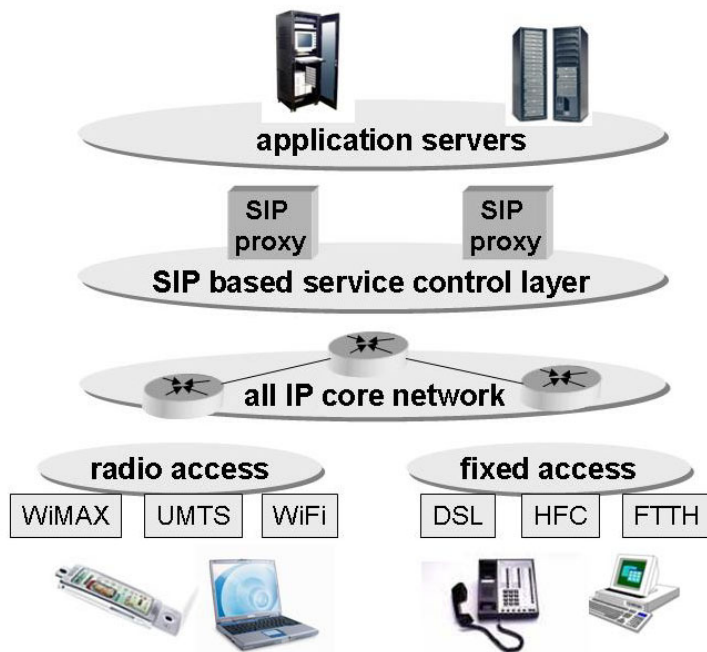 application servers
SIP
proxy
SIP
proxy
SIP based service control layer
all IP core network
radio access
fixed access
WiMAX
UMTS
WiFi
DSL
HFC
FTTH